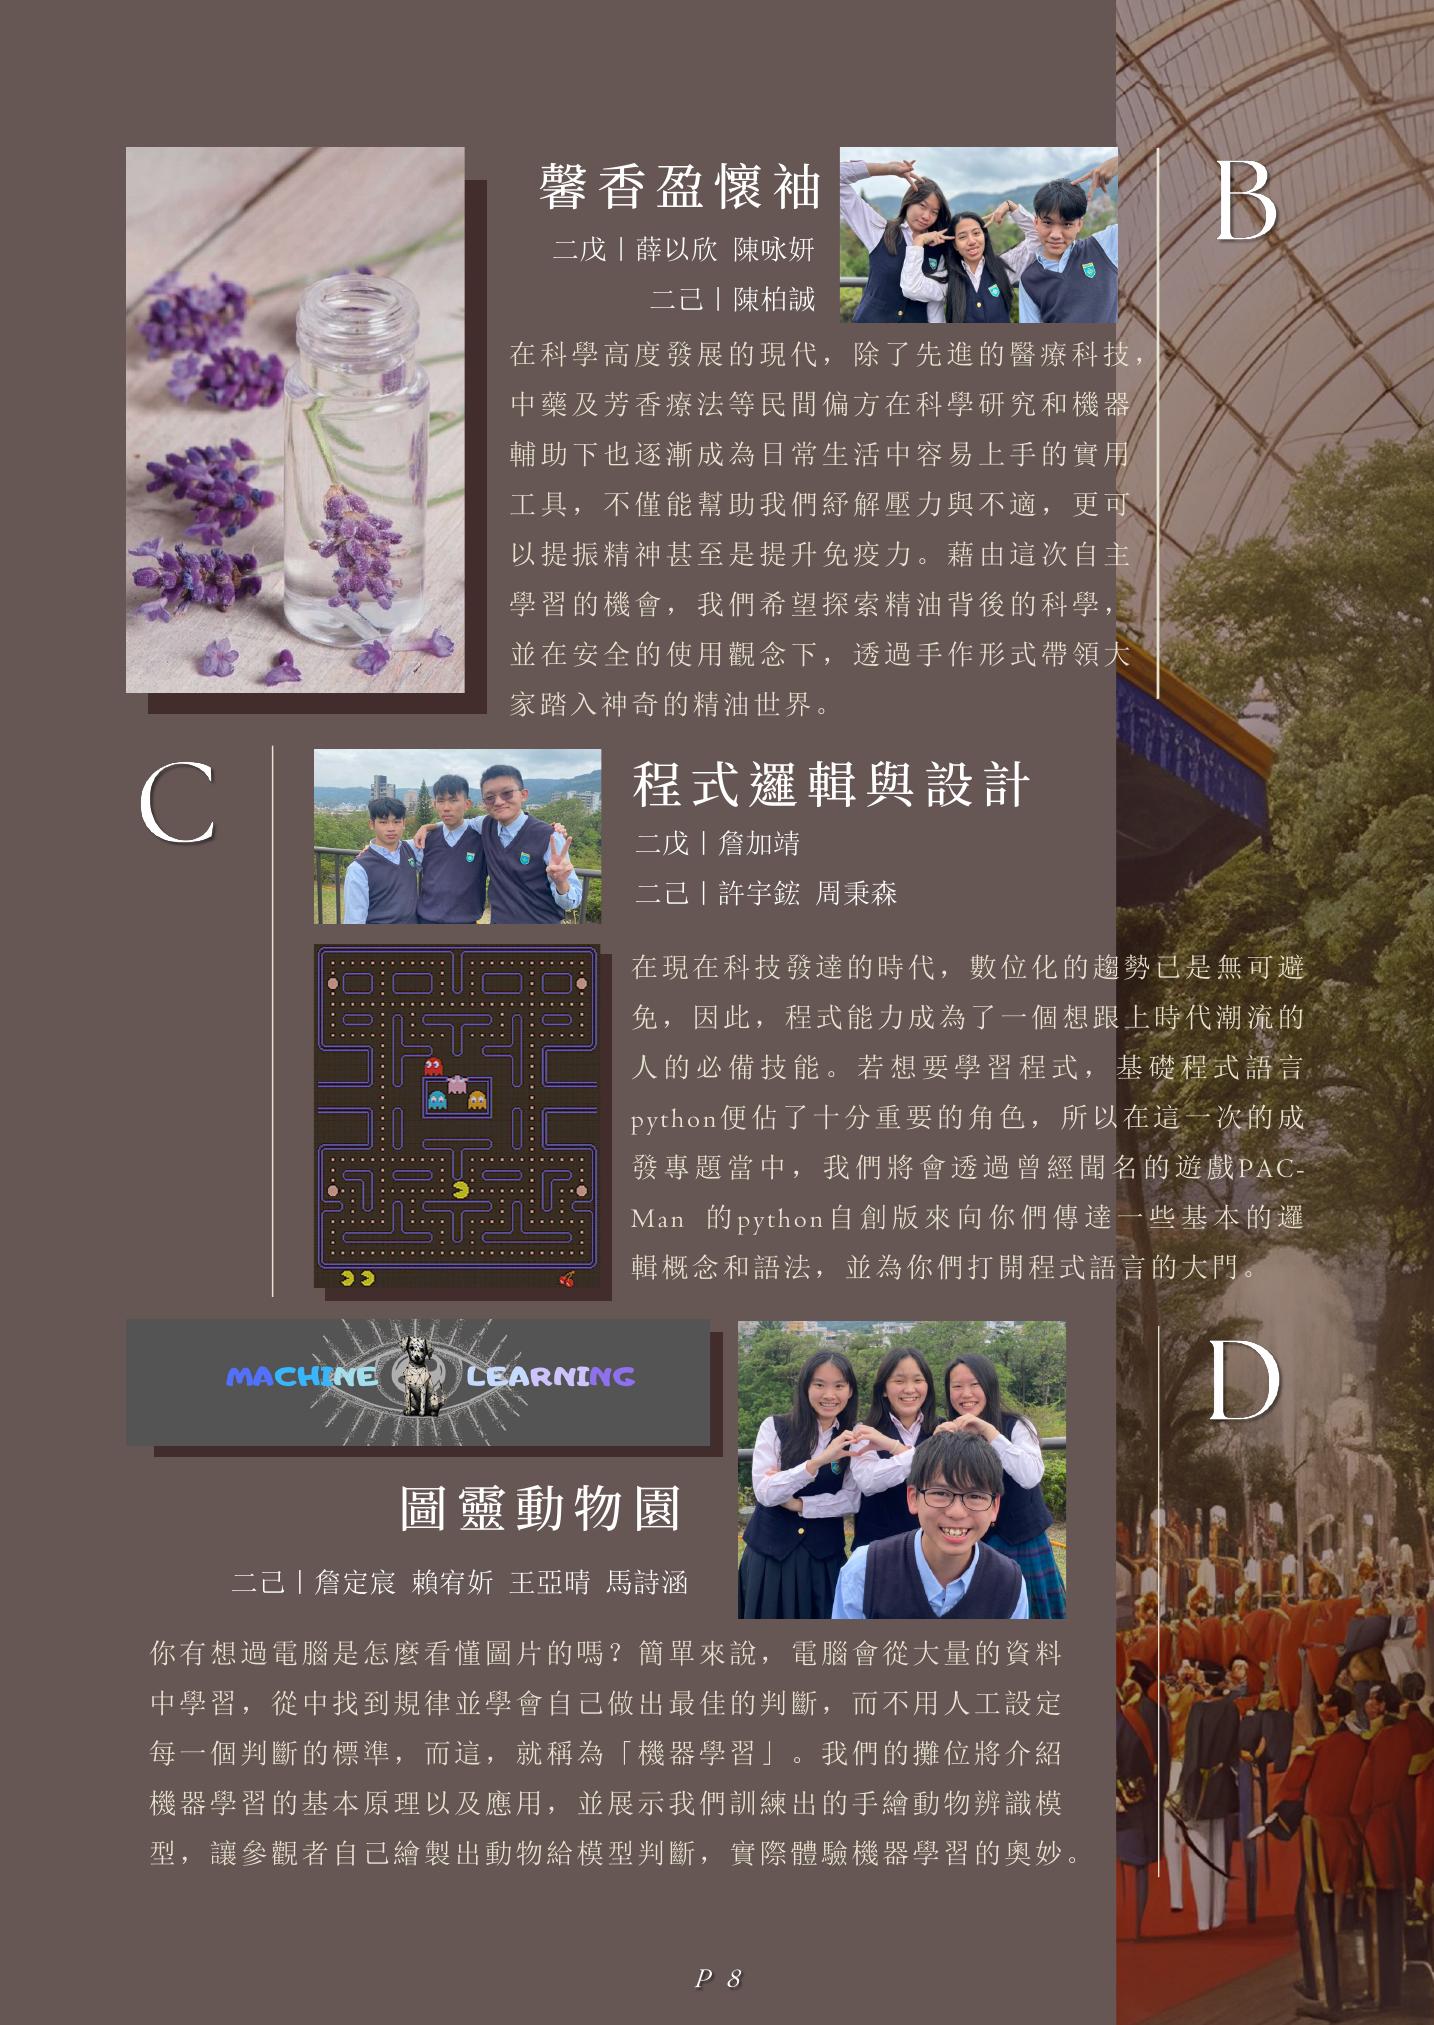 B
馨香盈懷袖
二戊｜薛以欣 陳咏妍
二己｜陳柏誠
在科學高度發展的現代，除了先進的醫療科技，
中藥及芳香療法等民間偏方在科學研究和機器
輔助下也逐漸成為日常生活中容易上手的實用
工具，不僅能幫助我們紓解壓力與不適，更可
以提振精神甚至是提升免疫力。藉由這次自主
學習的機會，我們希望探索精油背後的科學，
並在安全的使用觀念下，透過手作形式帶領大
家踏入神奇的精油世界。
C
程式邏輯與設計
二戊｜詹加靖
二己｜許宇鋐 周秉森
在現在科技發達的時代，數位化的趨勢已是無可避
免，因此，程式能力成為了一個想跟上時代潮流的
人的必備技能。若想要學習程式，基礎程式語言
python便佔了十分重要的角色，所以在這一次的成
發專題當中，我們將會透過曾經聞名的遊戲PAC-
Man 的python自創版來向你們傳達一些基本的邏
輯概念和語法，並為你們打開程式語言的大門。
D
MACHINE LEARNING
圖靈動物園
二己｜詹定宸 賴宥妡 王亞晴 馬詩涵
你有想過電腦是怎麼看懂圖片的嗎？簡單來說，電腦會從大量的資料
中學習，從中找到規律並學會自己做出最佳的判斷，而不用人工設定
每一個判斷的標準，而這，就稱為「機器學習」。我們的攤位將介紹
機器學習的基本原理以及應用，並展示我們訓練出的手繪動物辨識模
型，讓參觀者自己繪製出動物給模型判斷，實際體驗機器學習的奧妙。
P 8